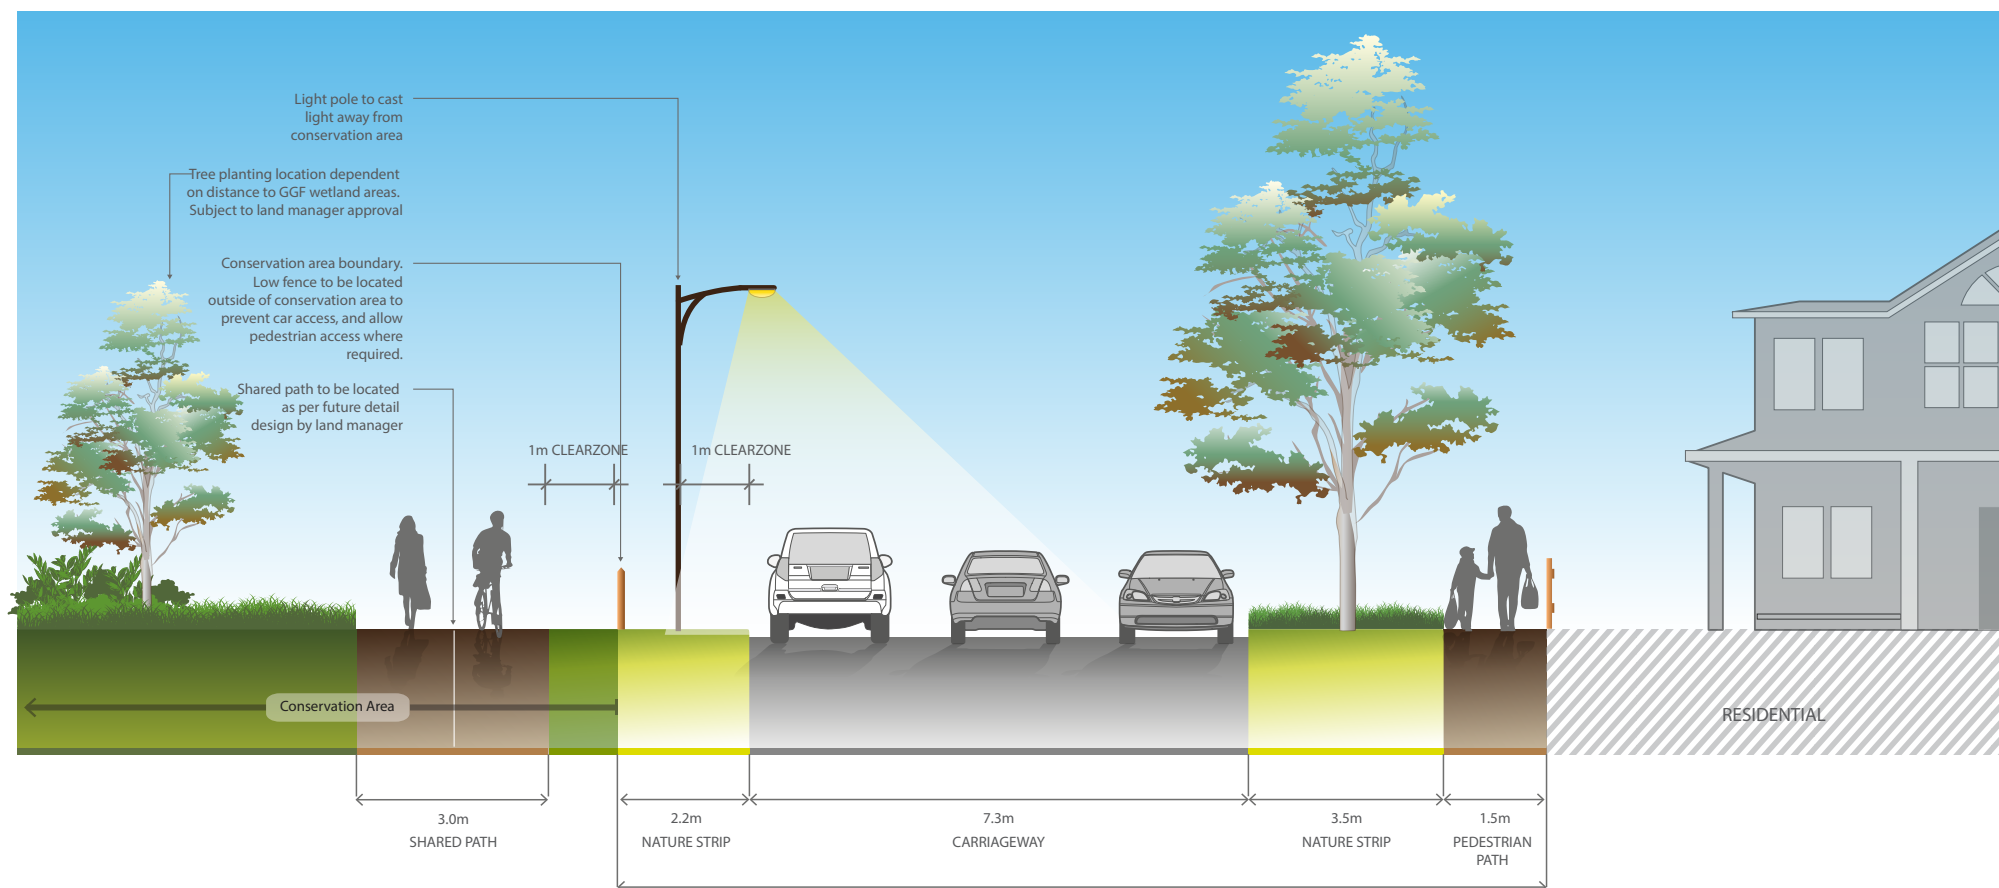 Light pole to cast
light away from
conservation area
Tree planting location dependent
on distance to GGF wetland areas.
Subject to land manager approval
Conservation area boundary.
Low fence to be located
outside of conservation area to
prevent car access, and allow
pedestrian access where
required.
Shared path to be located
as per future detail
design by land manager
1m CLEARZONE
1m CLEARZONE
Conservation Area
RESIDENTIAL
3.0m
SHARED PATH
2.2m
NATURE STRIP
7.3m
CARRIAGEWAY
3.5m
NATURE STRIP
1.5m
PEDESTRIAN
PATH